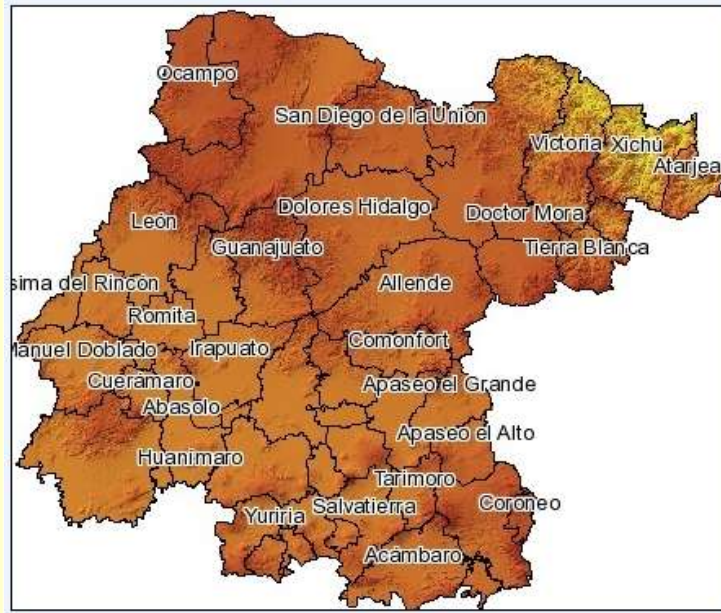 Ocampo
San Diego de la Unión
Victoria
Xichú
Atarjea
León
Dolores Hidalgo
Doctor Mora
Guanajuato
Tierra Blanca
sima del Rincón
Allende
Romita
Manuel Doblado
Irapuato
Comonfort
Cuerámaro
Apaseo el Grande
Abasolo
Apaseo el Alto
Huanimaro
Tarimoro
Yuriria
Salvatierra
Coroneo
Acámbaro